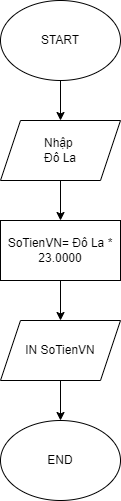 START
Nhập
Đô La
SoTienVN= Đô La *
23.0000
IN SoTienVN
END